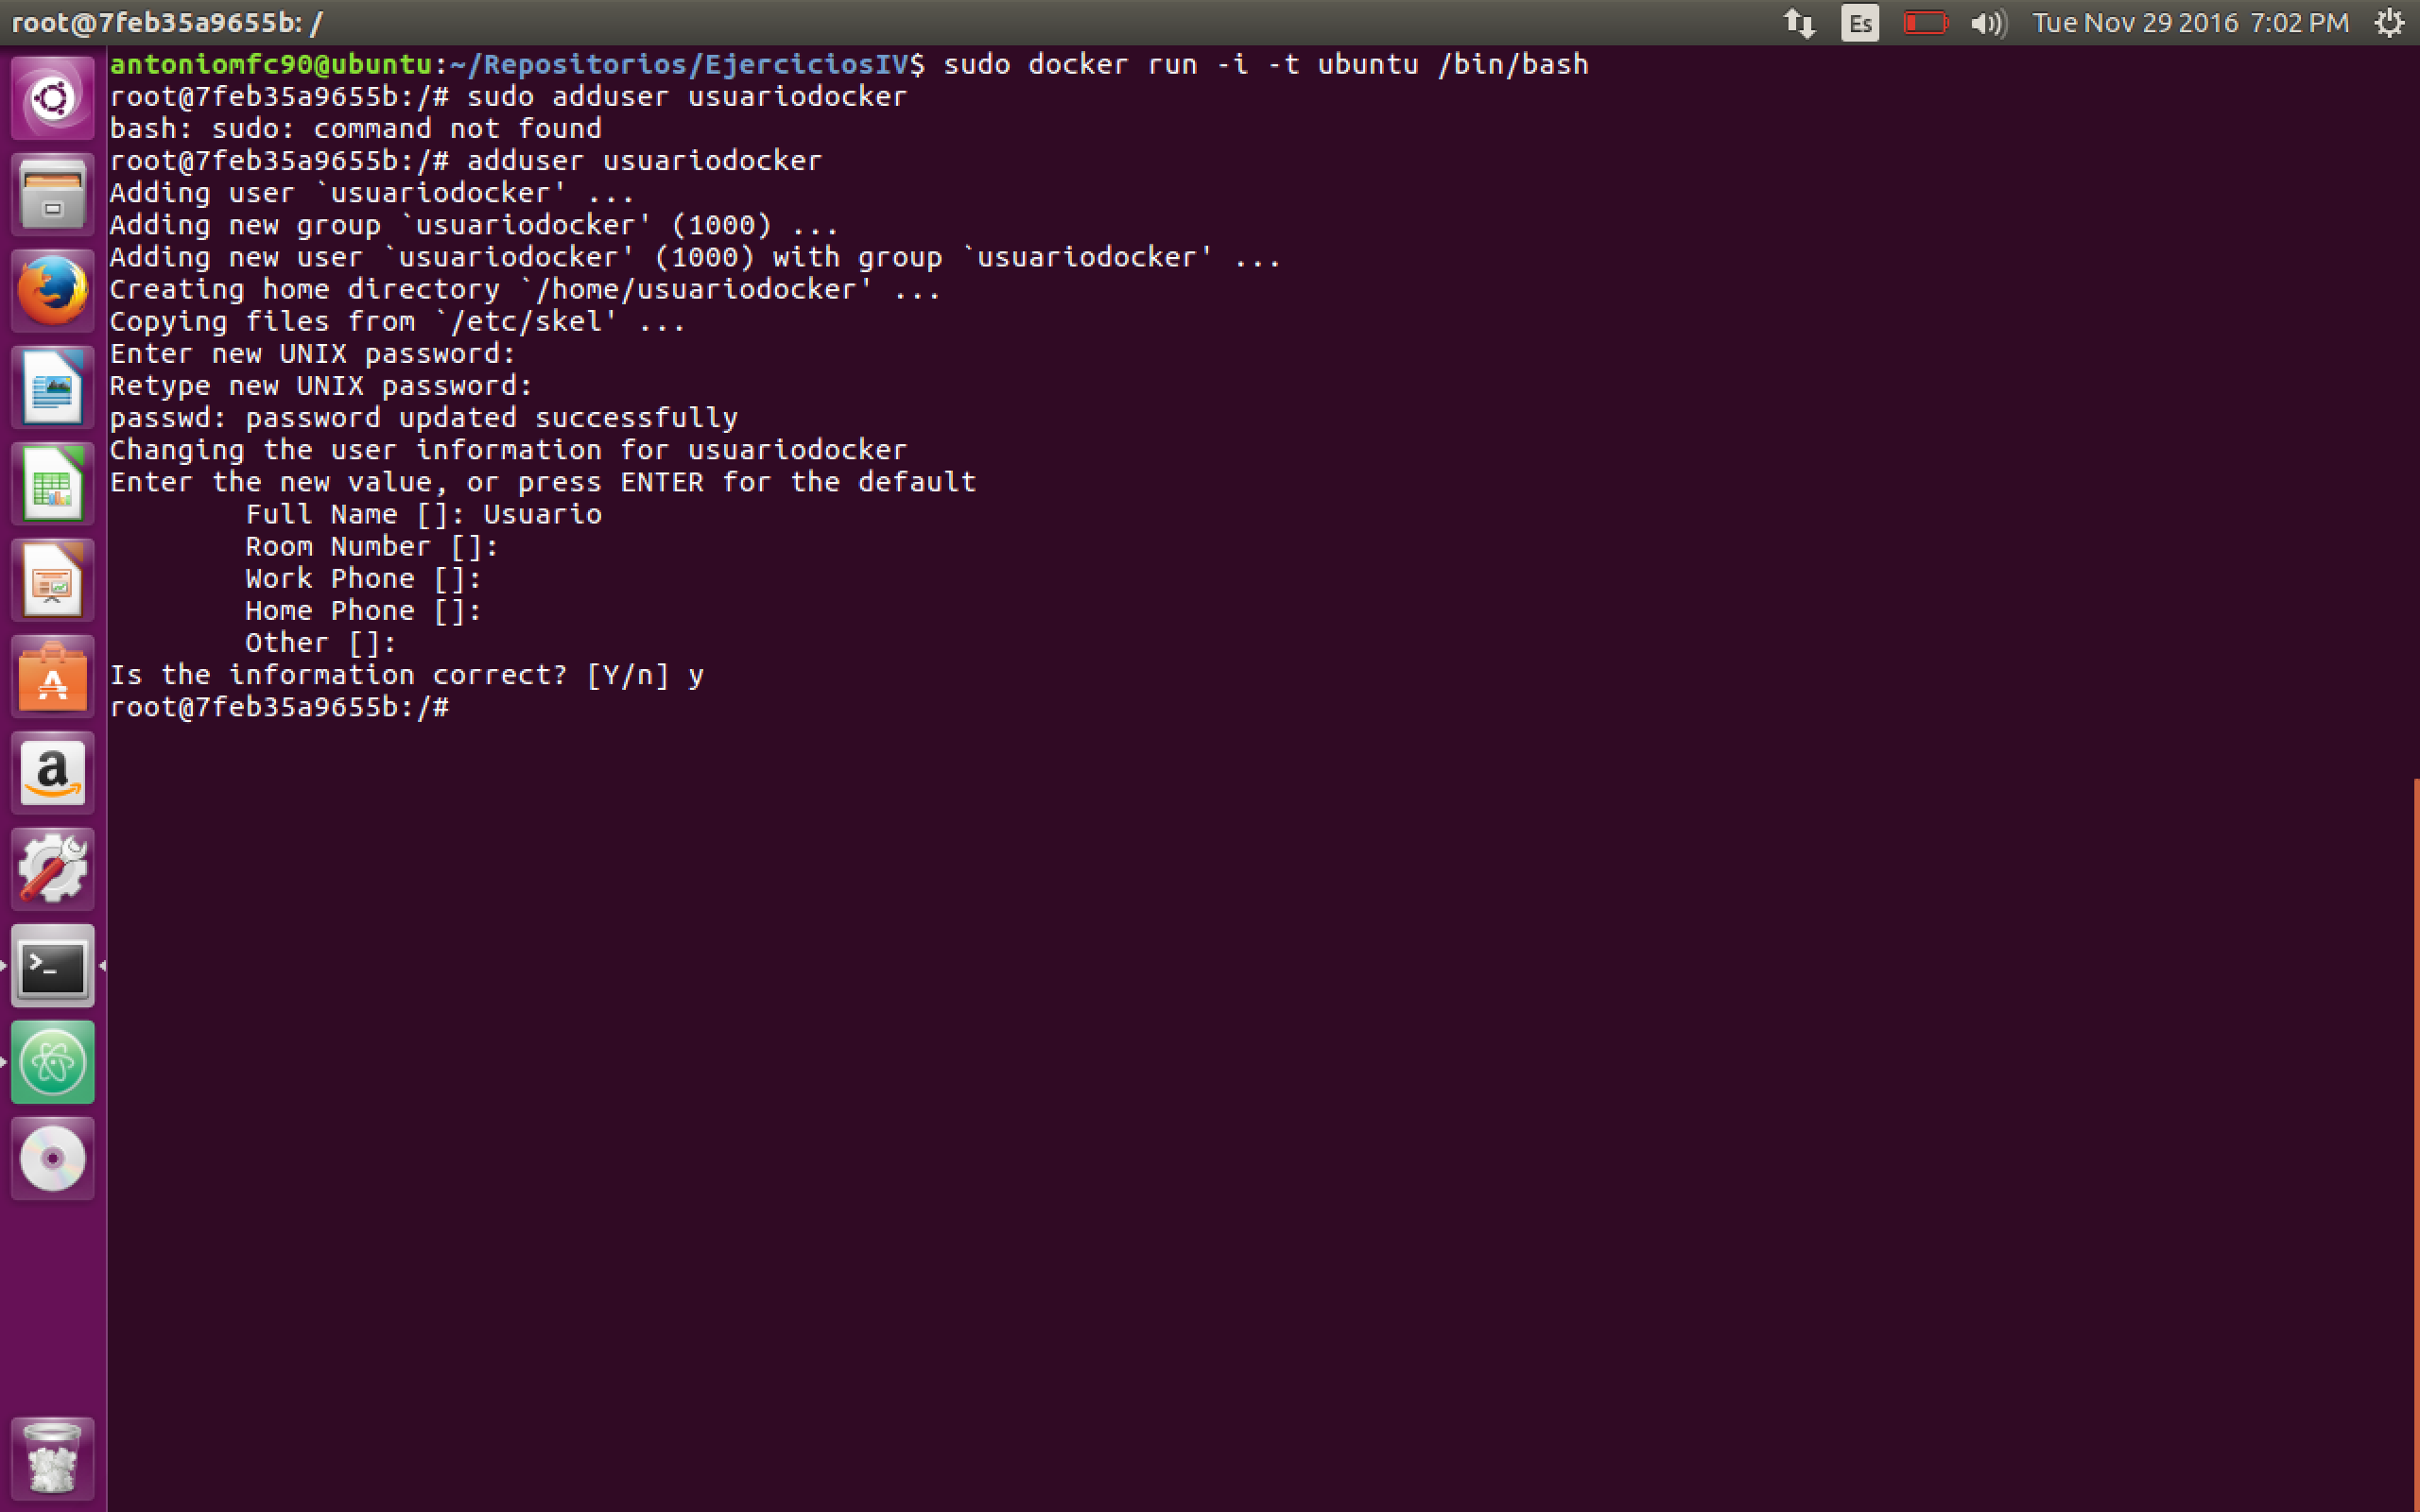 root@7feb35a9655b: /
Es
Tue Nov 29 2016 7:02 PM
antoniomfc90@ubuntu:~/Repositorios/EjerciciosIV$ sudo docker run -i -t ubuntu /bin/bash
root@7feb35a9655b:/# sudo adduser usuariodocker
bash: sudo: command not found
root@7feb35a9655b:/# adduser usuariodocker
Adding user `usuariodocker' ...
Adding new group `usuariodocker' (1000) ...
Adding new user `usuariodocker' (1000) with group `usuariodocker' ...
Creating home directory `/home/usuariodocker' ...
Copying files from `/etc/skel' ...
Enter new UNIX password:
Retype new UNIX password:
passwd: password updated successfully
Changing the user information for usuariodocker
Enter the new value, or press ENTER for the default
Full Name []: Usuario
Room Number []:
Work Phone []:
Home Phone []:
Other []:
Is the information correct? [Y/n] y
root@7feb35a9655b:/#